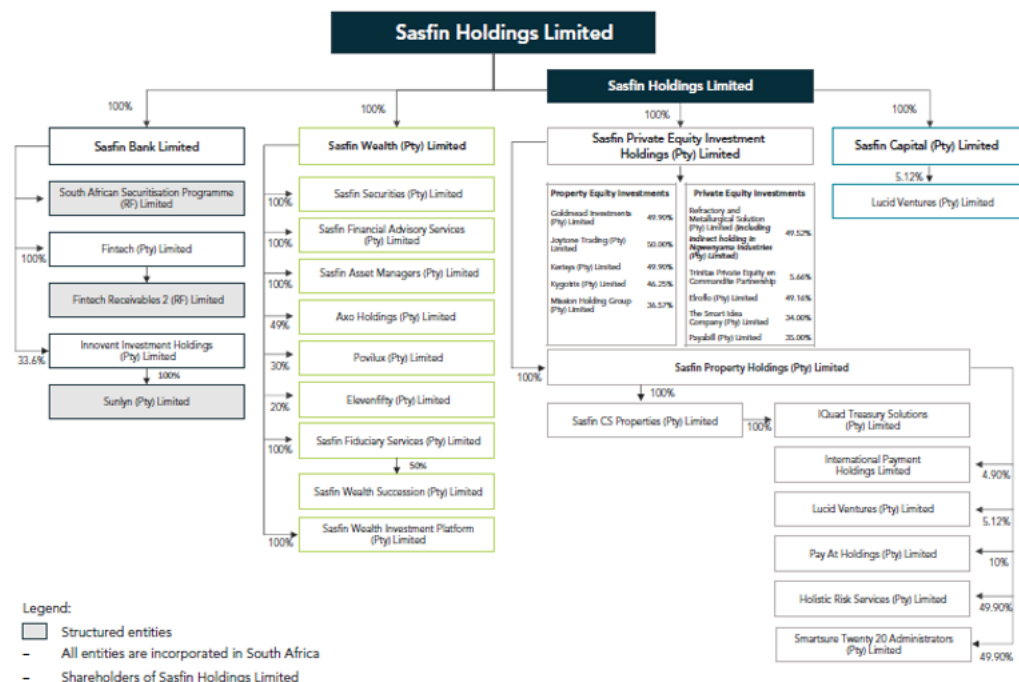 Sasfin Holdings Limited
Sasfin Holdings Limited
100%
100%
100%
100%
Sasfin Bank Limited
South African Securitisation Programme
(RF) Limited
Fintech (Pty) Limited
100%
Fintech Receivables 2 (RF) Limited
Innovent Investment Holdings
(Pty) Limited
33.6%
100%
Sunlyn (Pty) Limited
Sasfin Wealth (Pty) Limited
Sasfin Securities (Pty) Limited
100%
Sasfin Financial Advisory Services
(Pty) Limited
100%
Sasfin Asset Managers (Pty) Limited
100%
Axo Holdings (Pty) Limited
49%
Povilux (Pty) Limited
30%
Elevenfifty (Pty) Limited
20%
Sasfin Fiduciary Services (Pty) Limited
100%
50%
Sasfin Wealth Succession (Pty) Limited
Sasfin Wealth Investment Platform
(Pty) Limited
100%
Sasfin Private Equity Investment
Holdings (Pty) Limited
Property Equity Investments
Goldmead Investments
(Pty) Limited 49.90%
Joytone Trading (Pty)
Limited 50.00%
(Pty) Limited 49.90%
Kygotrix (Pty) Limited 46.25%
Mission Holding Group
(Pty) Limited 36.57%
Private Equity Investments
Refractory and
Metallurgical Solution
(Pty) Limited (Including
Indirect holding in
Ngwenyama Industries
(Pty) Limited) 49.52%
Trinitas Private Equity en
Commandite Partnership 5.66%
Efroflo (Pty) Limited 49.16%
The Smart Idea
Company (Pty) Limited 34.00%
Payabill (Pty) Limited 35.00%
Sasfin Property Holdings (Pty) Limited
100%
100%
Sasfin CS Properties (Pty) Limited
100%
IQuad Treasury Solutions
(Pty) Limited
International Payment
Holdings Limited
4.90%
Lucid Ventures (Pty) Limited
5.12%
Pay At Holdings (Pty) Limited
10%
Holistic Risk Services (Pty) Limited
49.90%
Smartsure Twenty 20 Administrators
(Pty) Limited
49.90%
Sasfin Capital (Pty) Limited
5.12%
Lucid Ventures (Pty) Limited
Legend:
Structured entities
– All entities are incorporated in South Africa
– Shareholders of Sasfin Holdings Limited